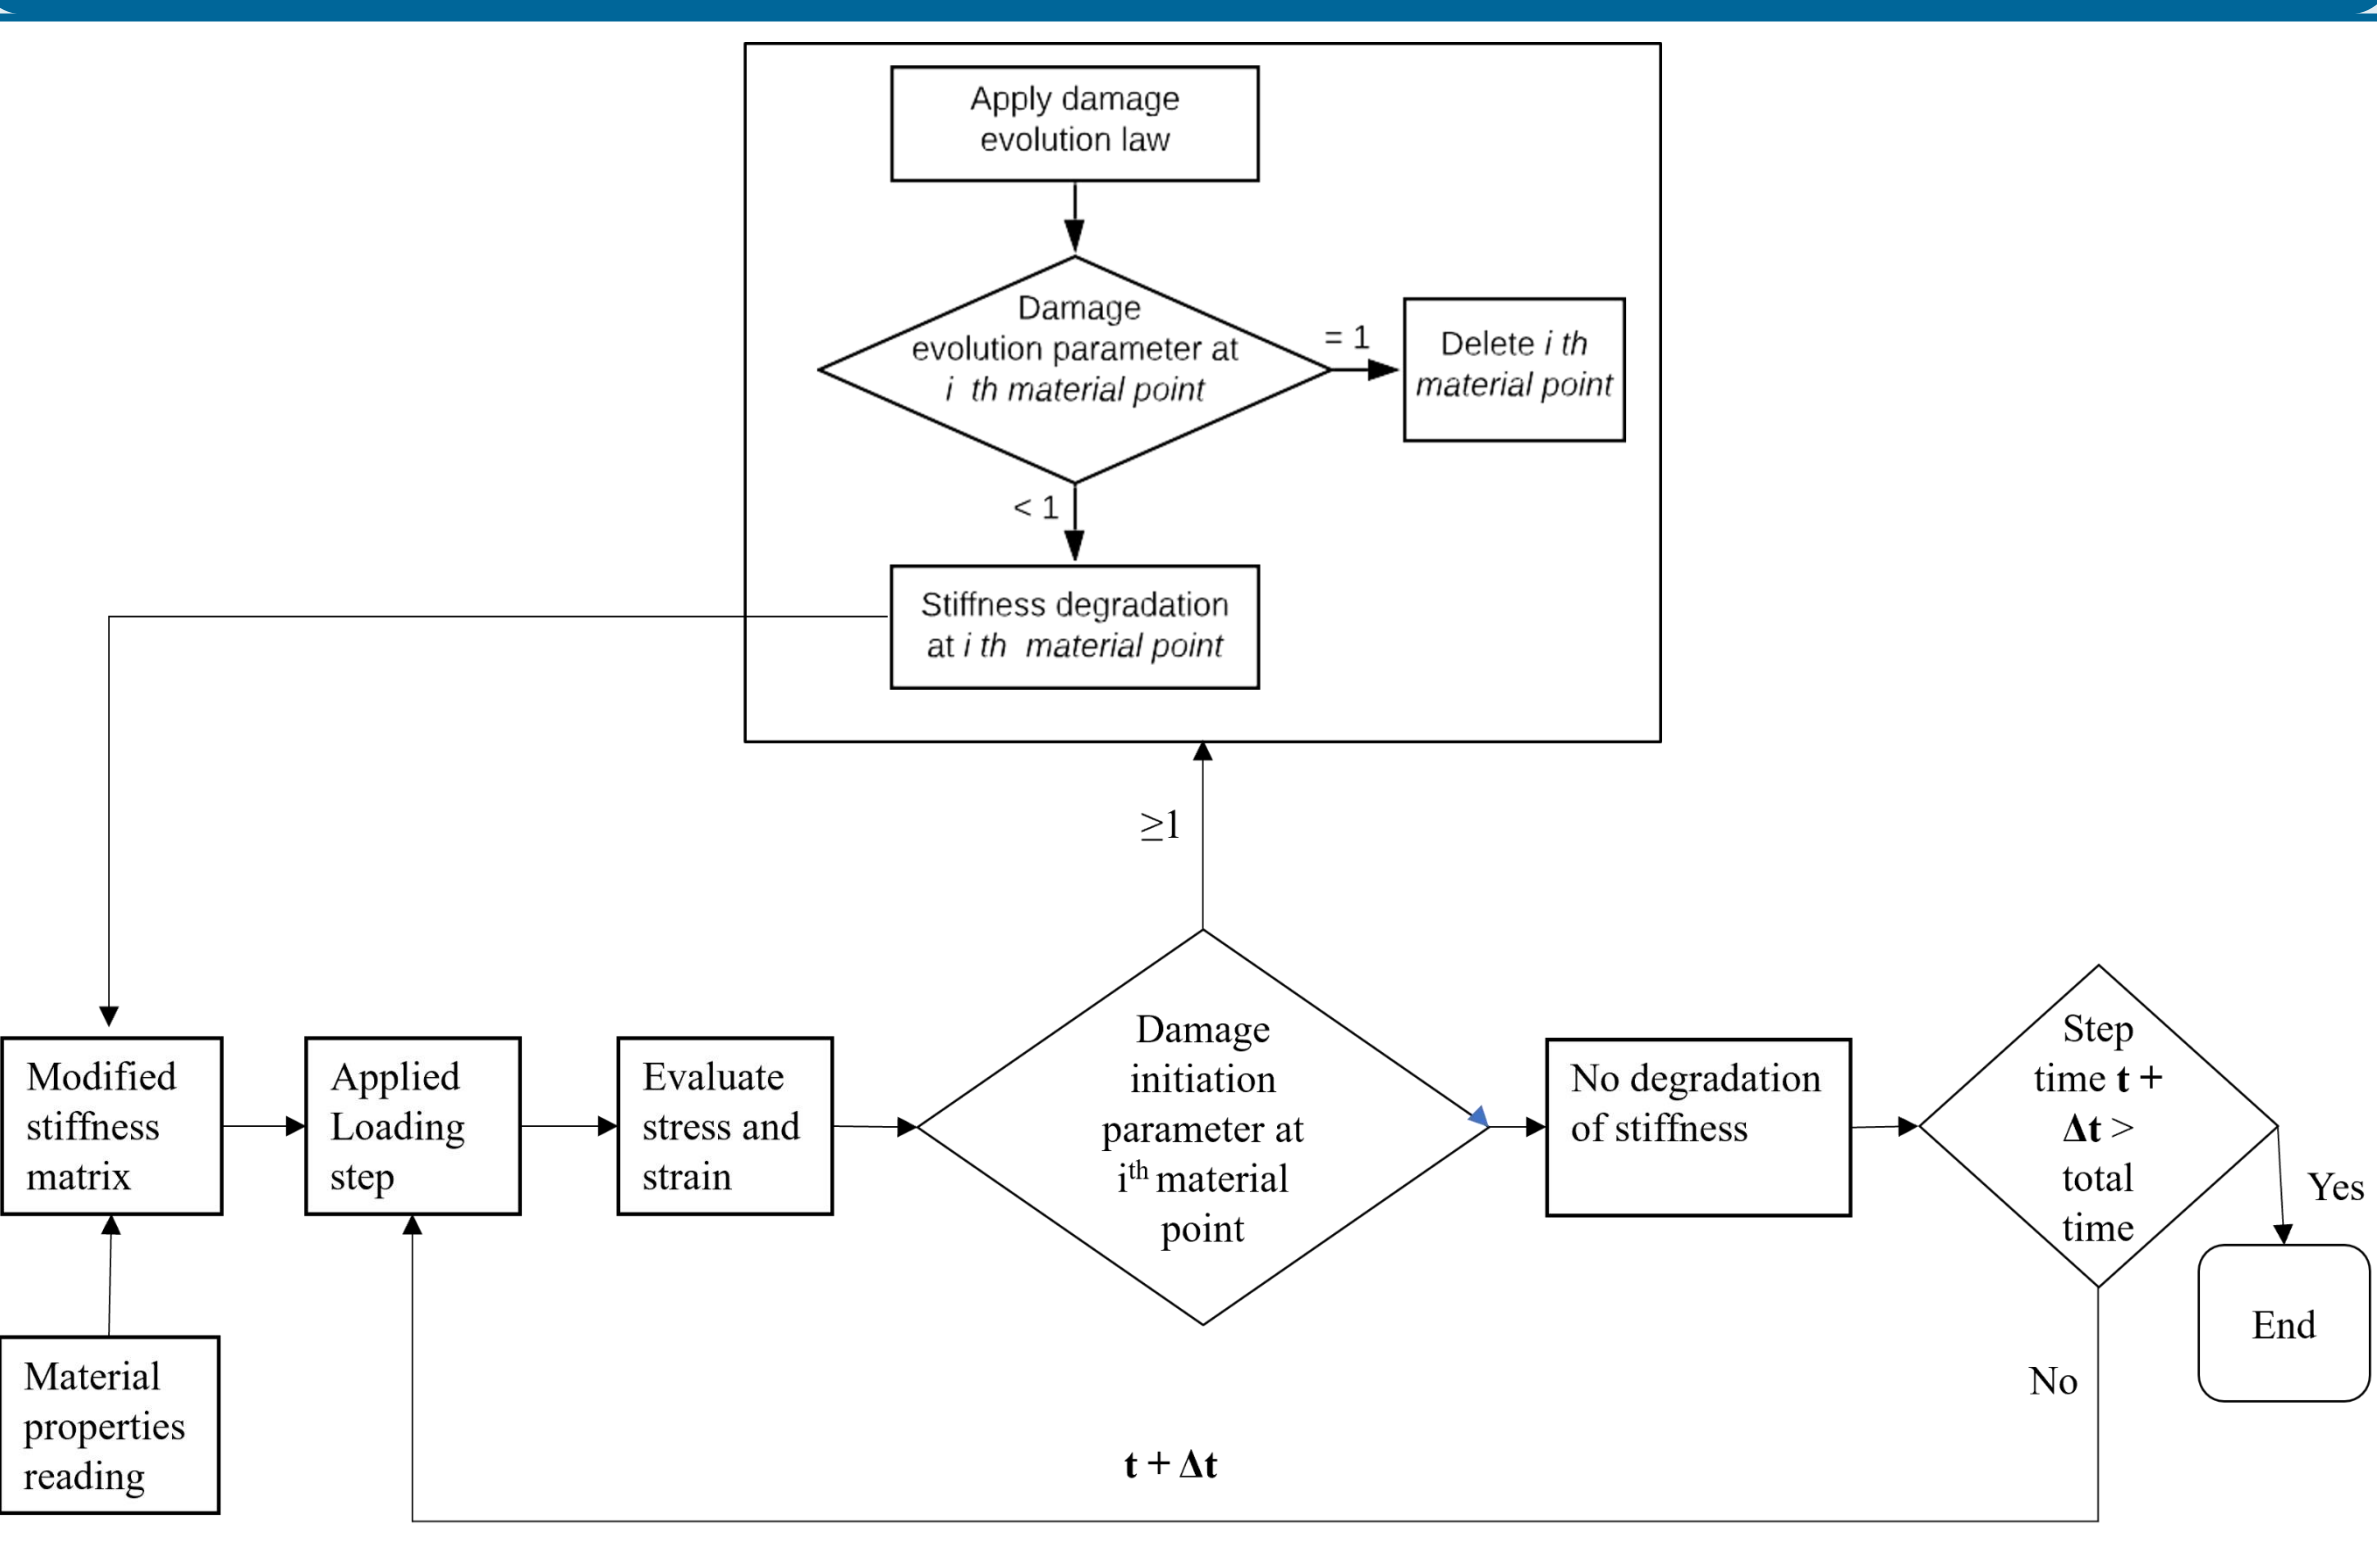 Apply damage
evolution law
Damage
evolution parameter at
i th material point
= 1
Delete i th
material point
< 1
Stiffness degradation
at i th material point
≥1
Modified
stiffness
matrix
Applied
Loading
step
Evaluate
stress and
strain
Damage
initiation
parameter at
ith material
point
No degradation
of stiffness
Step
time t +
Δt >
total
time
Yes
End
No
Material
properties
reading
t + Δt